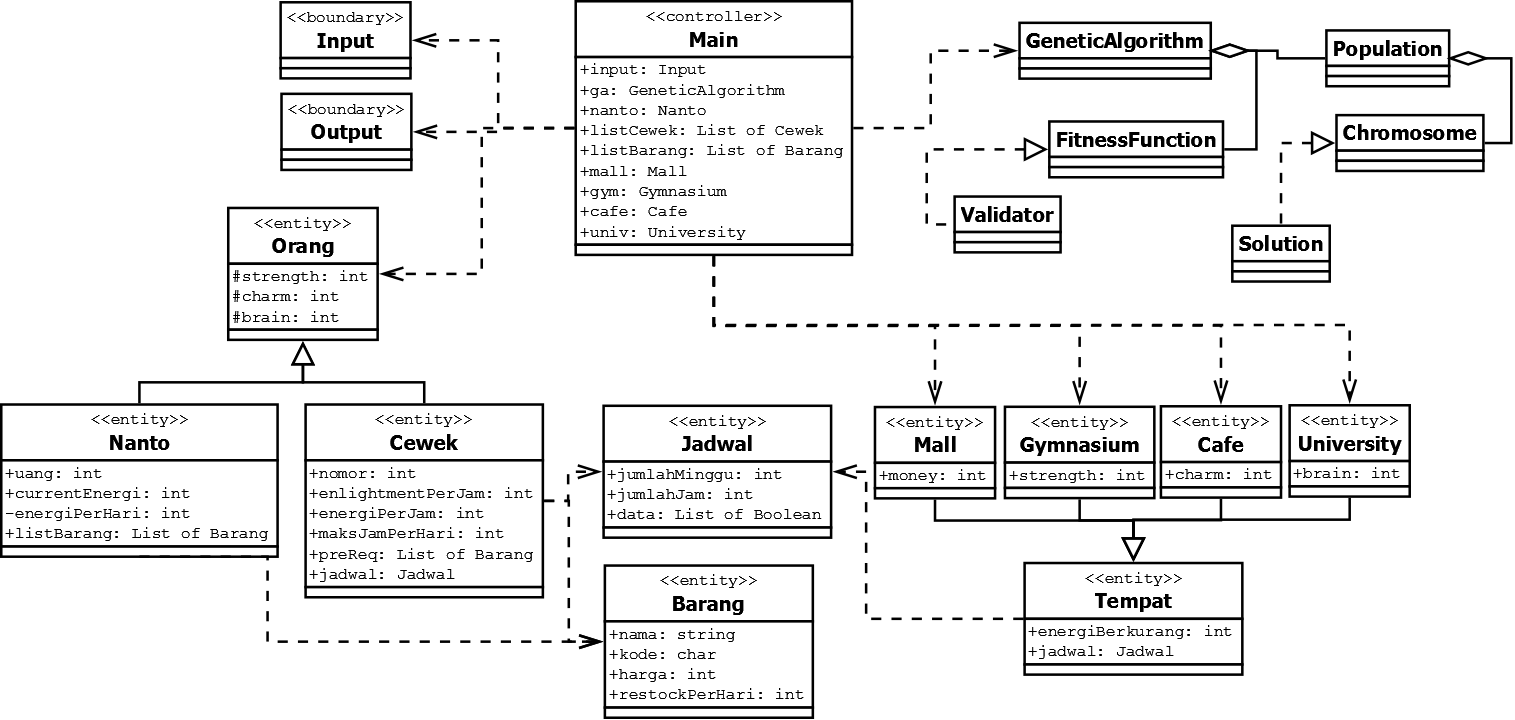 <<boundary>>
Input
<<boundary>>
Output
<<controller>>
Main
+input: Input
+ga: GeneticAlgorithm
+nanto: Nanto
+listCewek: List of Cewek
+listBarang: List of Barang
+mall: Mall
+gym: Gymnasium
+cafe: Cafe
+univ: University
GeneticAlgorithm
Population
FitnessFunction
Chromosome
Validator
Solution
<<entity>>
Orang
#strength: int
#charm: int
#brain: int
<<entity>>
Nanto
+uang: int
+currentEnergi: int
-energiPerHari: int
+listBarang: List of Barang
<<entity>>
Cewek
+nomor: int
+enlightmentPerJam: int
+energiPerJam: int
+maksJamPerHari: int
+preReq: List of Barang
+jadwal: Jadwal
<<entity>>
Jadwal
+jumlahMinggu: int
+jumlahJam: int
+data: List of Boolean
<<entity>>
Mall
+money: int
<<entity>>
Gymnasium
+strength: int
<<entity>>
Cafe
+charm: int
<<entity>>
University
+brain: int
<<entity>>
Barang
+nama: string
+kode: char
+harga: int
+restockPerHari: int
<<entity>>
Tempat
+energiBerkurang: int
+jadwal: Jadwal